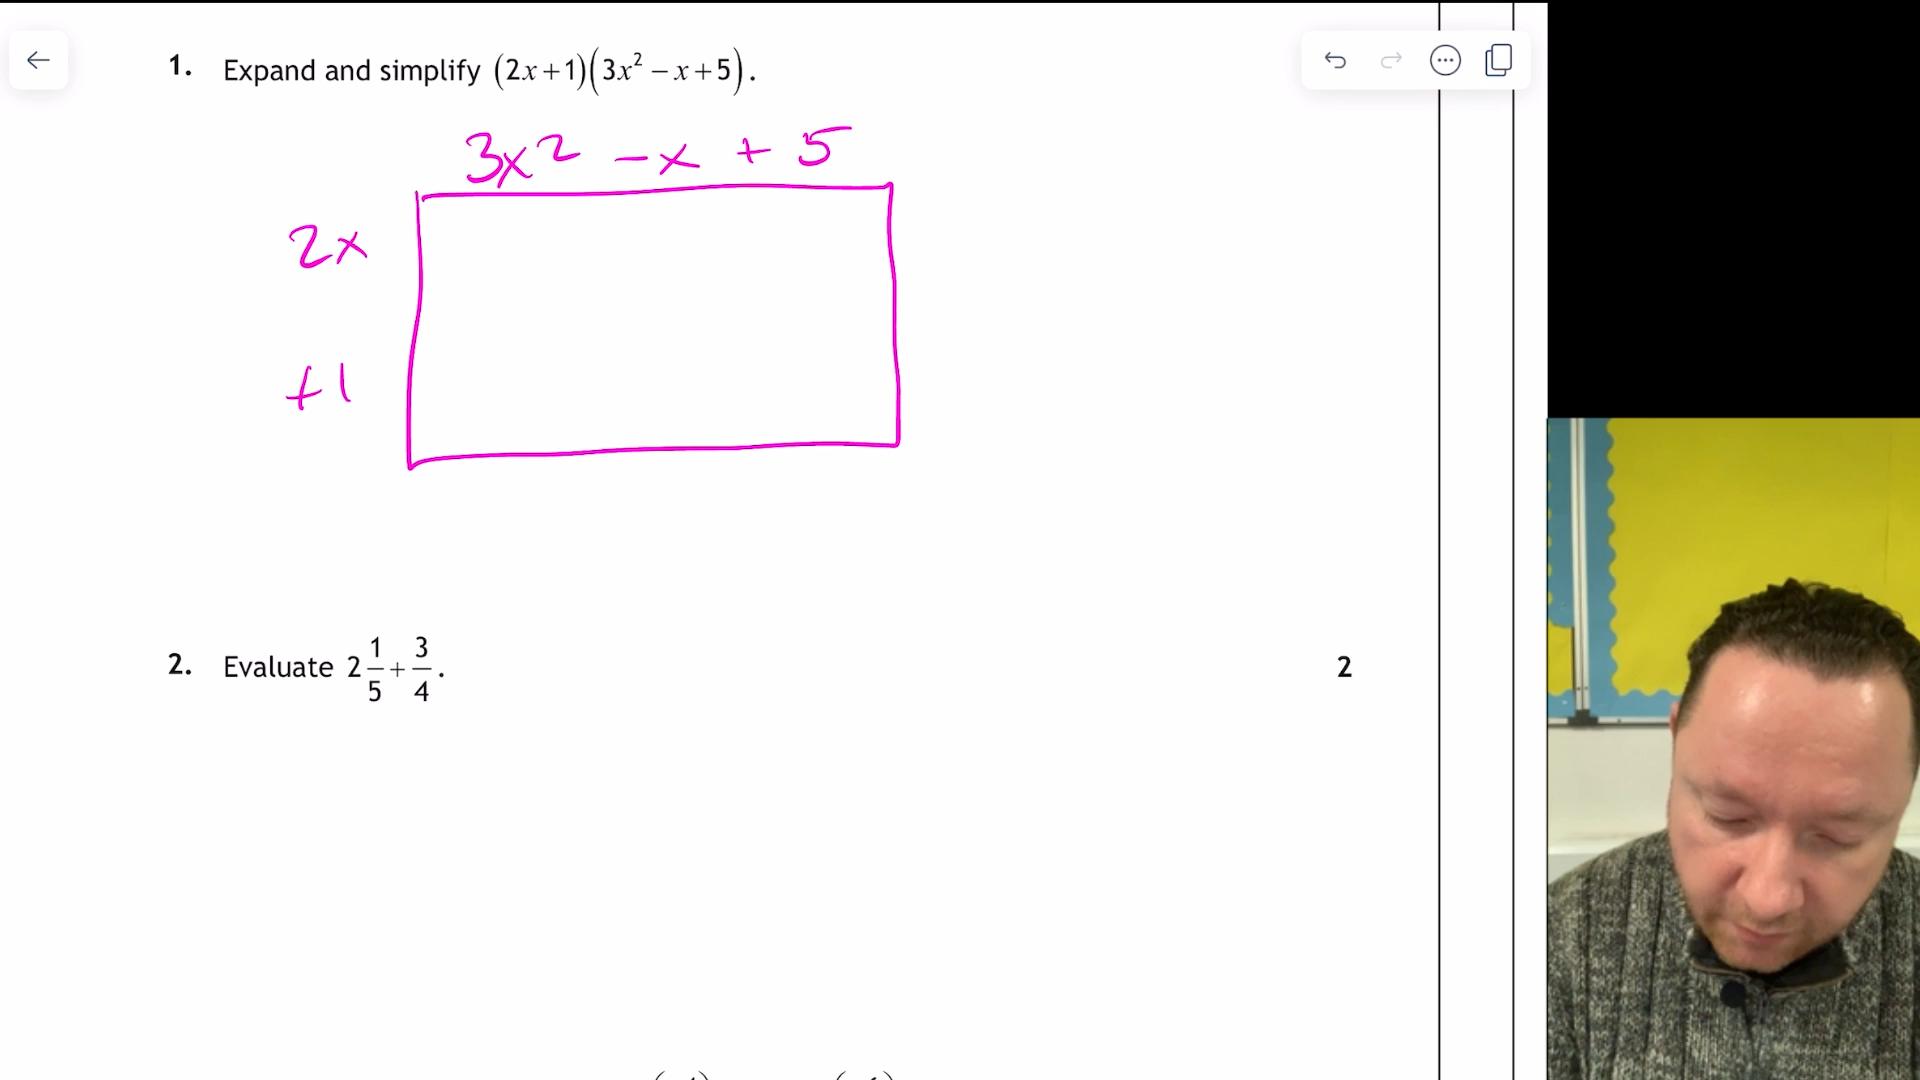 1. Expand and simplify (2x+1)(3x² − x + 5).
3x² − x + 5
2x
+1
2. Evaluate 2 1/5 + 3/4. 2